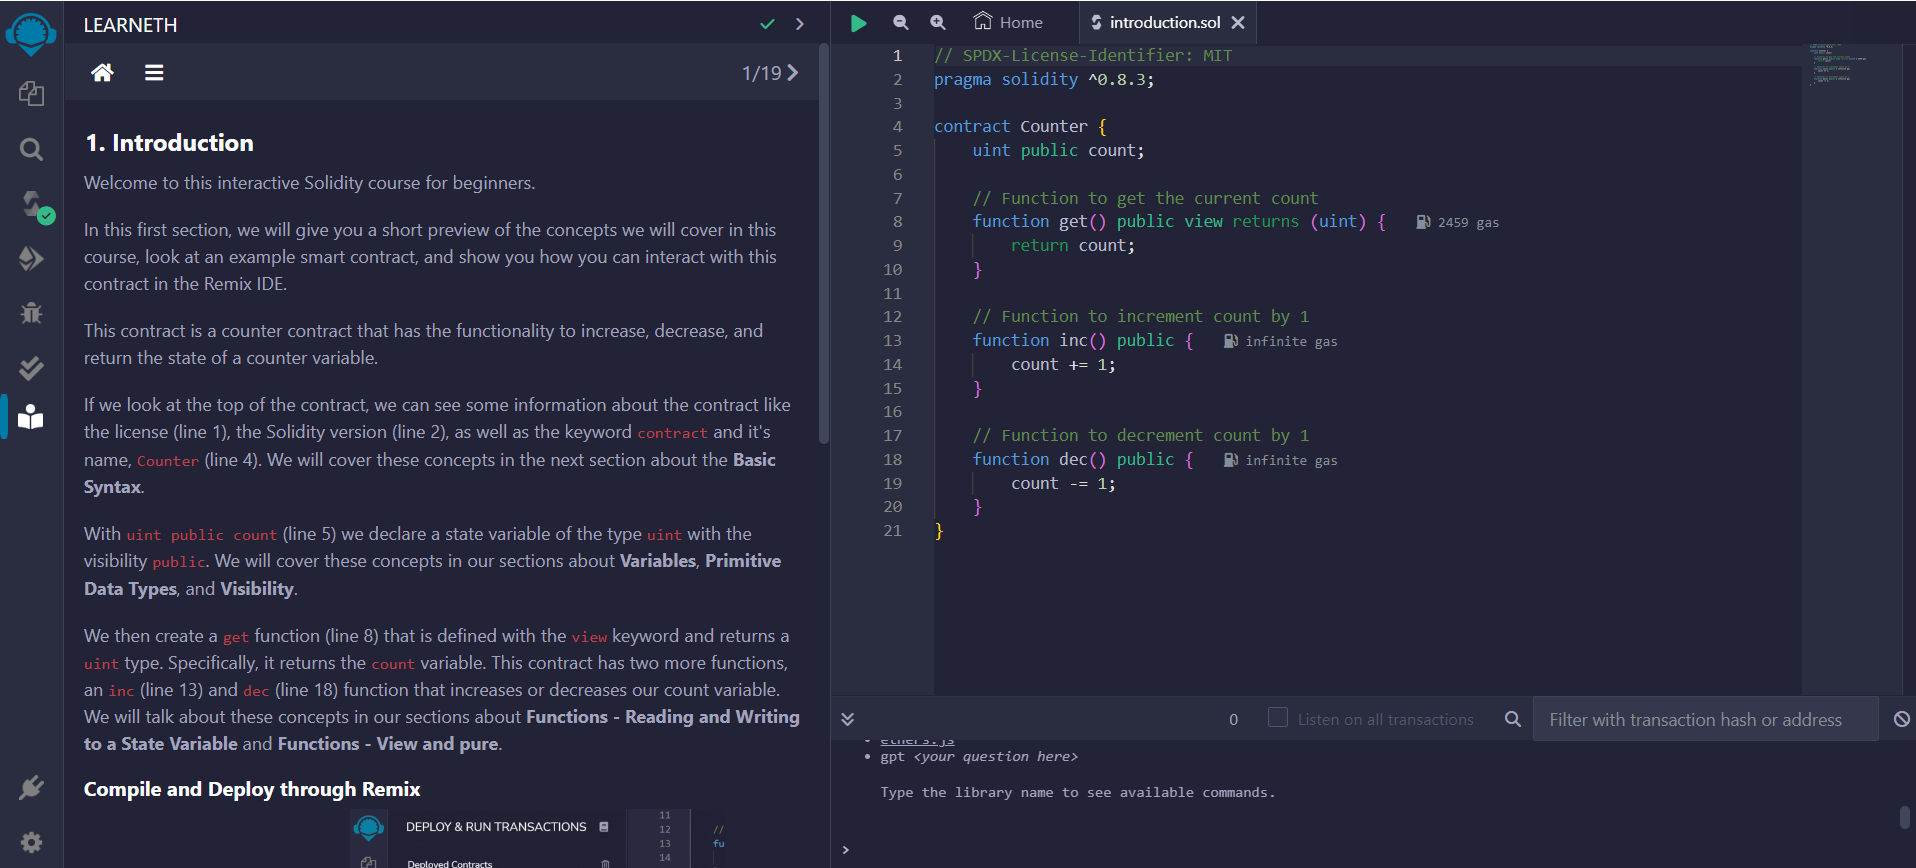 LEARNETH
1/19
1. Introduction
Welcome to this interactive Solidity course for beginners.
In this first section, we will give you a short preview of the concepts we will cover in this
course, look at an example smart contract, and show you how you can interact with this
contract in the Remix IDE.
This contract is a counter contract that has the functionality to increase, decrease, and
return the state of a counter variable.
If we look at the top of the contract, we can see some information about the contract like
the license (line 1), the Solidity version (line 2), as well as the keyword contract and it's
name, Counter (line 4). We will cover these concepts in the next section about the Basic
Syntax.
With uint public count (line 5) we declare a state variable of the type uint with the
visibility public. We will cover these concepts in our sections about Variables, Primitive
Data Types, and Visibility.
We then create a get function (line 8) that is defined with the view keyword and returns a
uint type. Specifically, it returns the count variable. This contract has two more functions,
an inc (line 13) and dec (line 18) function that increases or decreases our count variable.
We will talk about these concepts in our sections about Functions - Reading and Writing
to a State Variable and Functions - View and pure.
Compile and Deploy through Remix
DEPLOY & RUN TRANSACTIONS
Deployed Contracts
11
12 //
13 fu
14
Home
introduction.sol
1 // SPDX-License-Identifier: MIT
2 pragma solidity ^0.8.3;
3
4 contract Counter {
5 uint public count;
6
7 // Function to get the current count
8 function get() public view returns (uint) { 2459 gas
9 return count;
10 }
11
12 // Function to increment count by 1
13 function inc() public { infinite gas
14 count += 1;
15 }
16
17 // Function to decrement count by 1
18 function dec() public { infinite gas
19 count -= 1;
20 }
21 }
0 Listen on all transactions Filter with transaction hash or address
• ethers.js
• gpt <your question here>
Type the library name to see available commands.
>